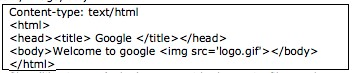 Content-type: text/html
<html>
<head><title> Google </title></head>
<body>Welcome to google <img src='logo.gif'></body>
</html>